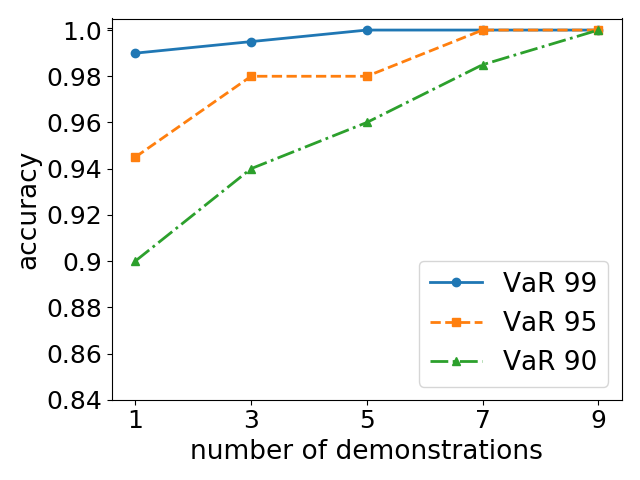 1.0
0.98
0.96
0.94
0.92
0.9
0.88
0.86
0.84
accuracy
VaR 99
VaR 95
VaR 90
1 3 5 7 9
number of demonstrations